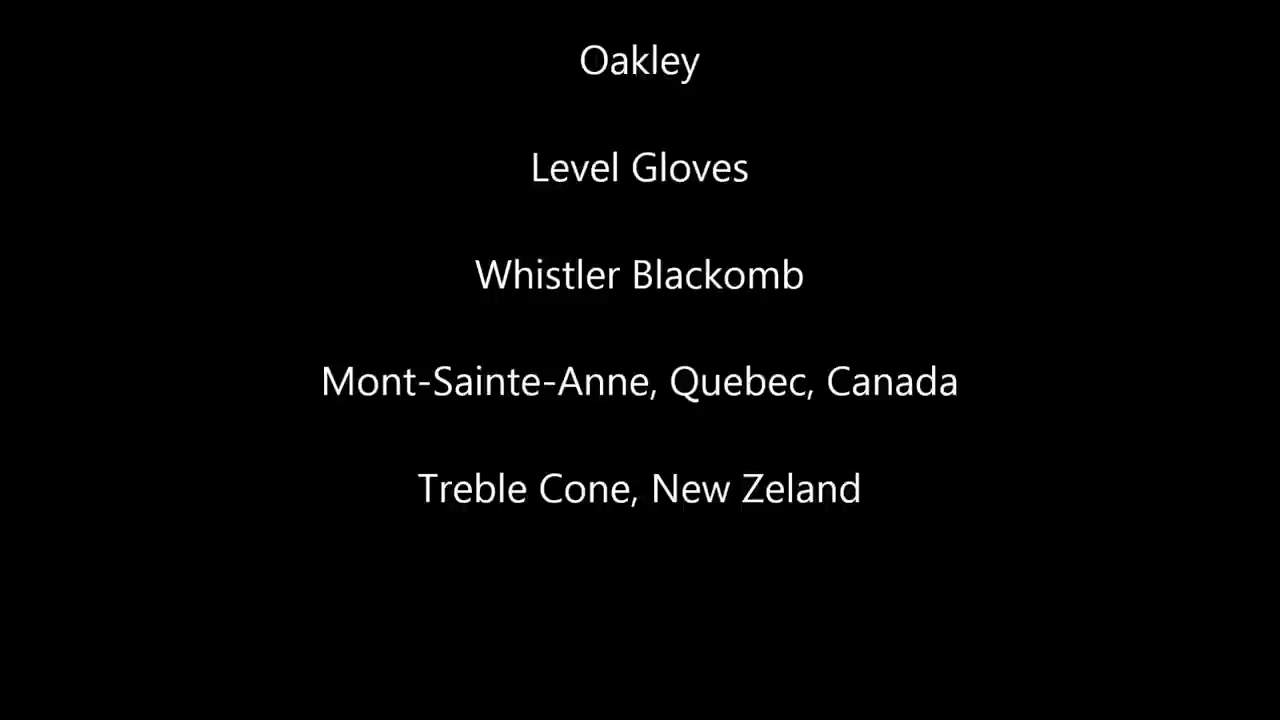 Oakley
Level Gloves
Whistler Blackomb
Mont-Sainte-Anne, Quebec, Canada
Treble Cone, New Zeland